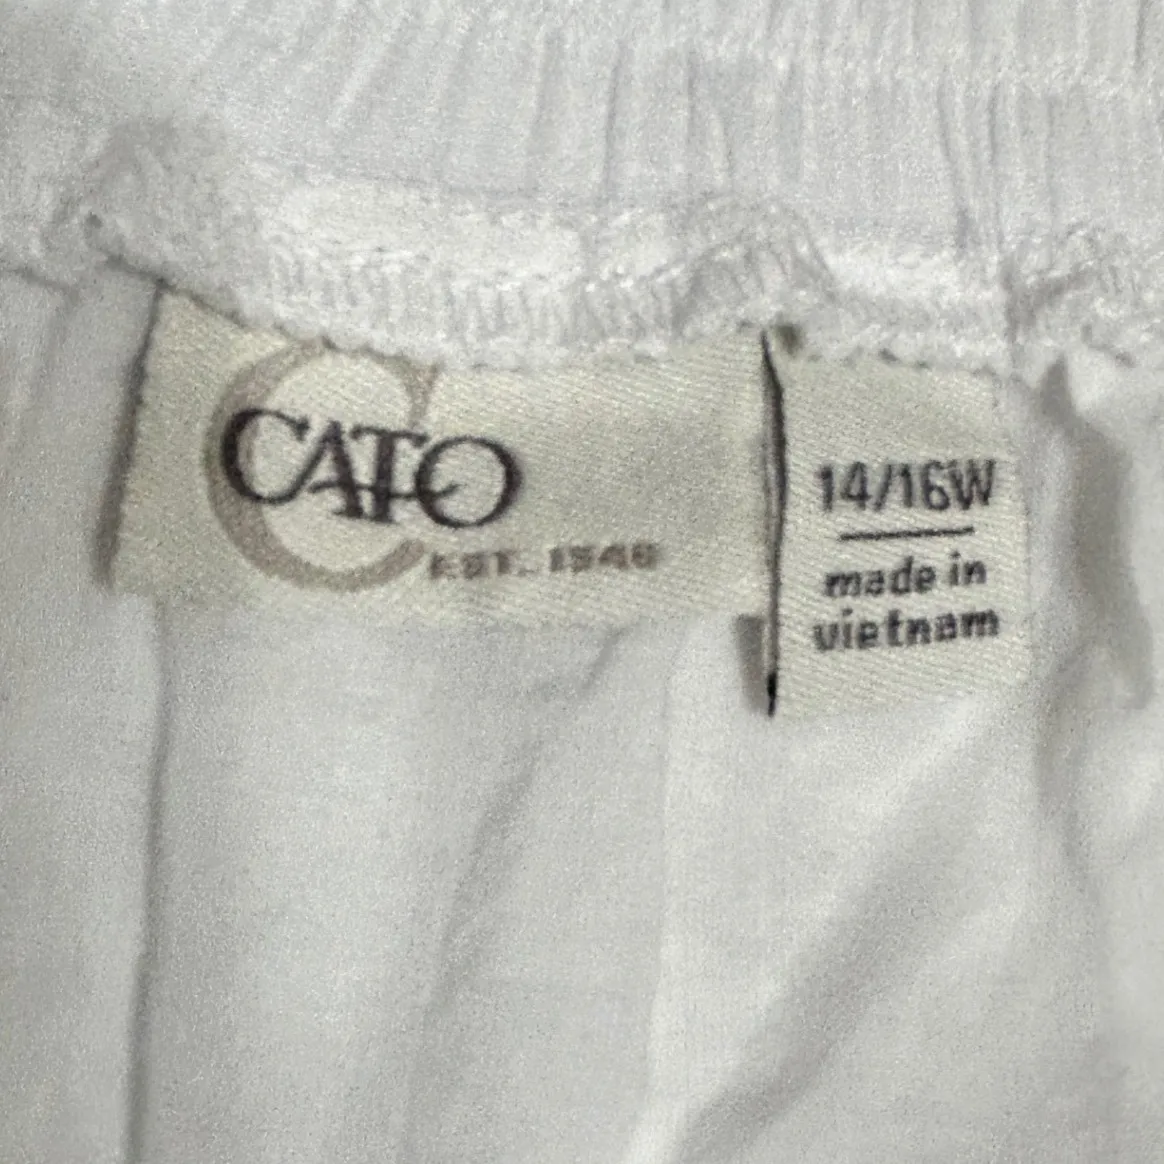 CATO
EST. 1946
14/16W
made in
vietnam